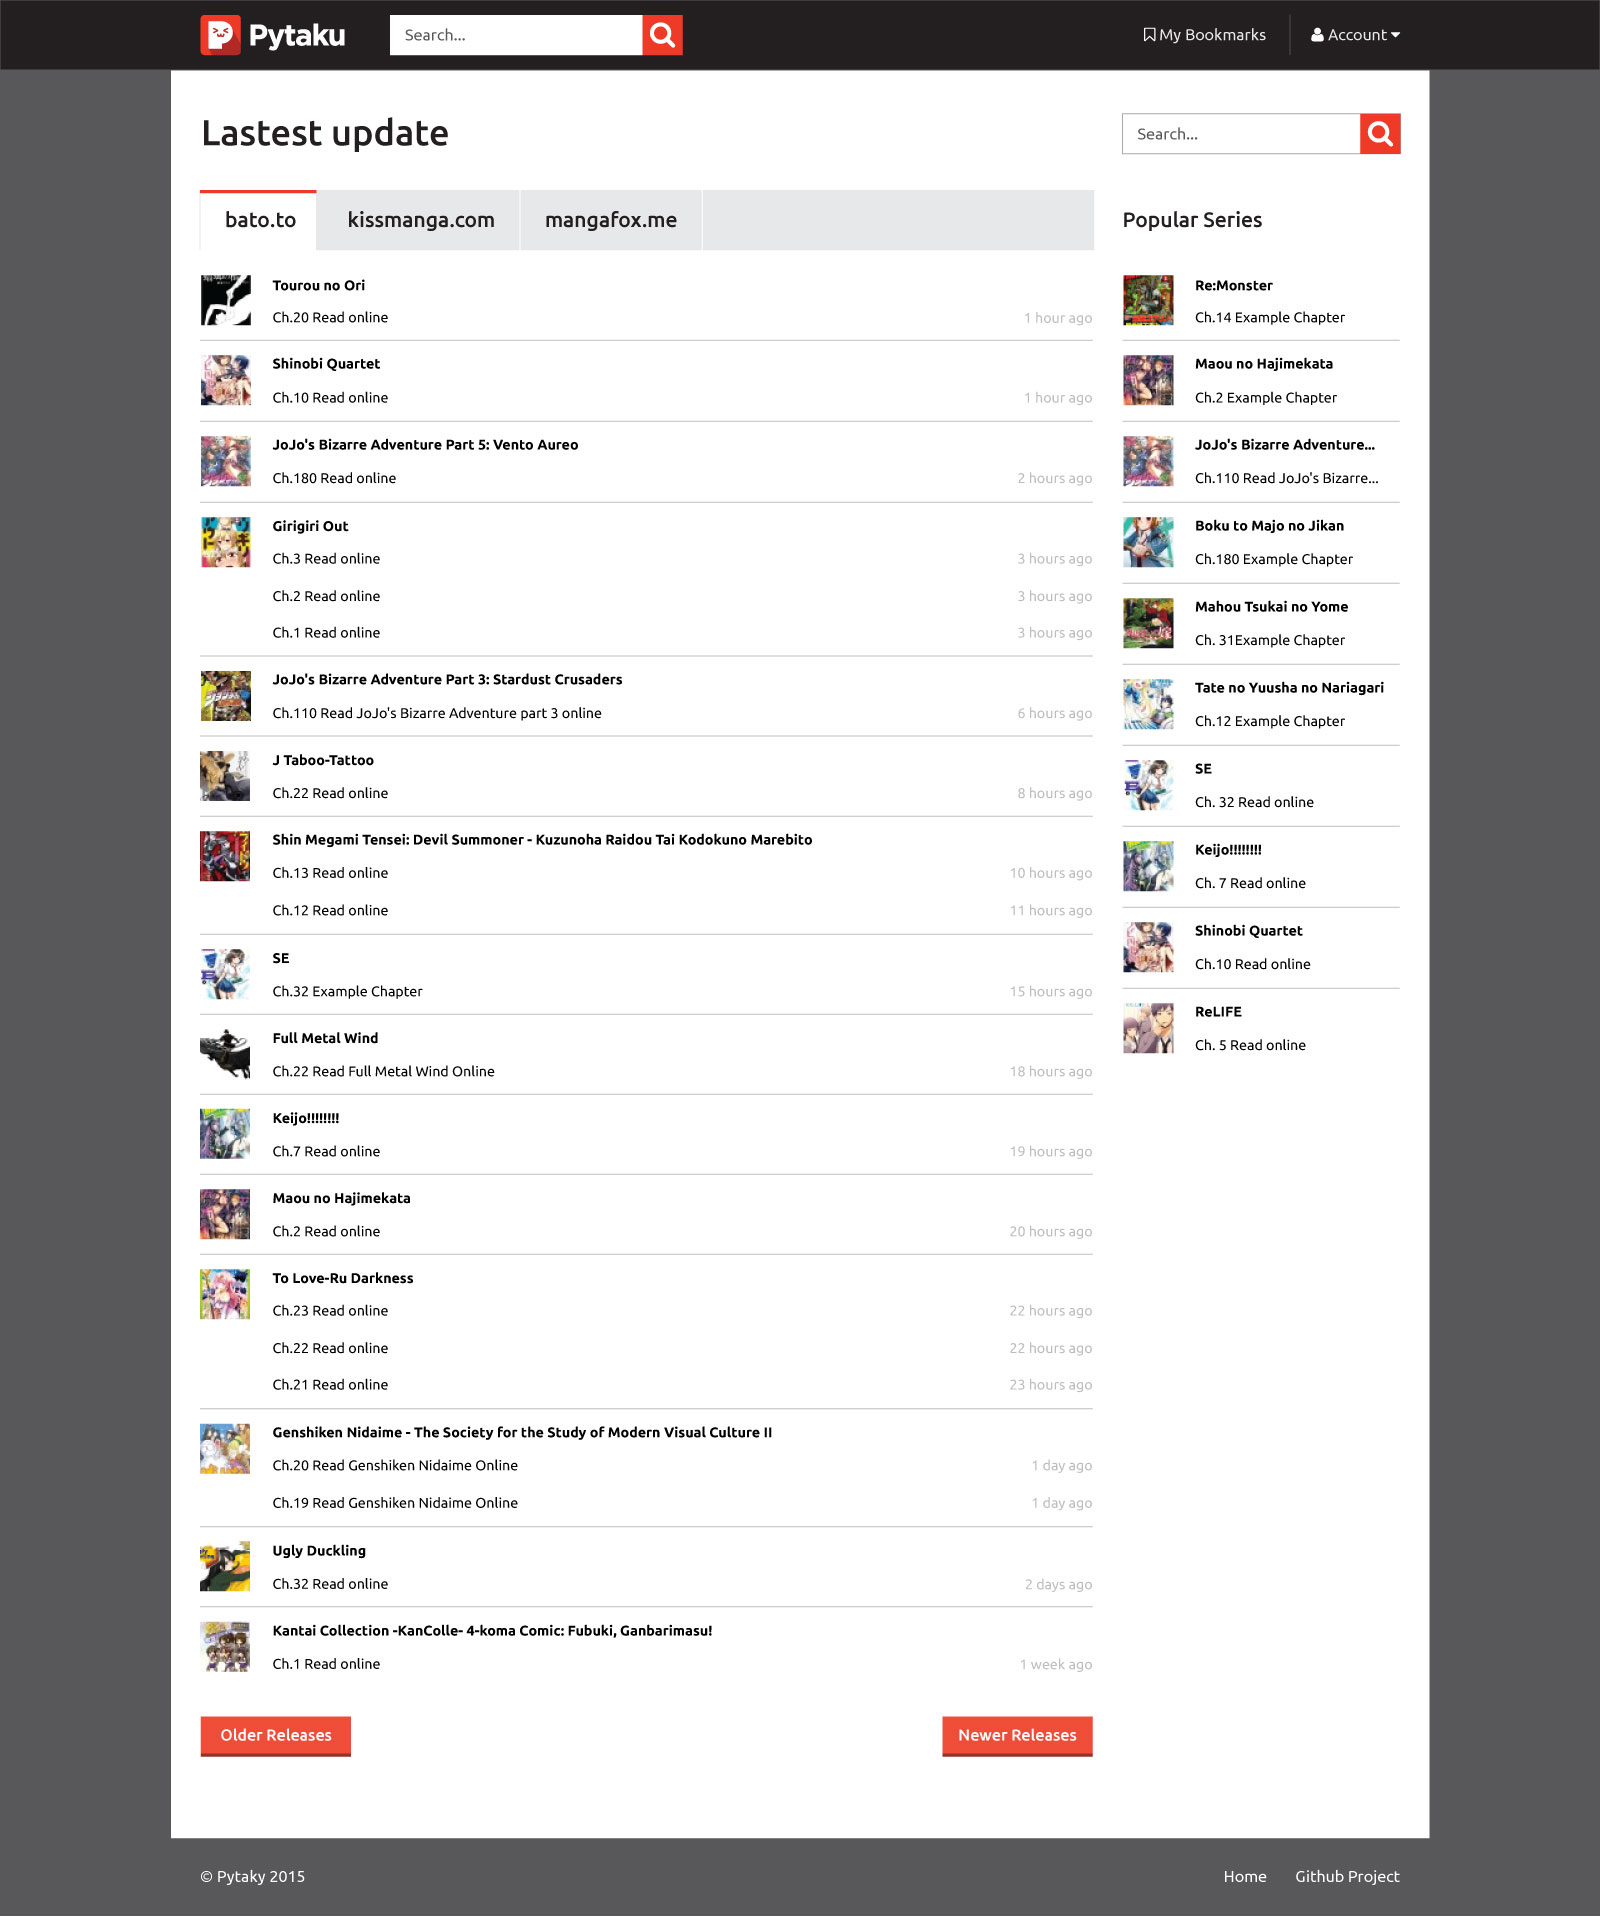 Pytaku
Search...
My Bookmarks
Account
Lastest update
Search...
bato.to
kissmanga.com
mangafox.me
Tourou no Ori
Ch.20 Read online
1 hour ago
Shinobi Quartet
Ch.10 Read online
1 hour ago
JoJo's Bizarre Adventure Part 5: Vento Aureo
Ch.180 Read online
2 hours ago
Girigiri Out
Ch.3 Read online
3 hours ago
Ch.2 Read online
3 hours ago
Ch.1 Read online
3 hours ago
JoJo's Bizarre Adventure Part 3: Stardust Crusaders
Ch.110 Read JoJo's Bizarre Adventure part 3 online
6 hours ago
J Taboo-Tattoo
Ch.22 Read online
8 hours ago
Shin Megami Tensei: Devil Summoner - Kuzunoha Raidou Tai Kodokuno Marebito
Ch.13 Read online
10 hours ago
Ch.12 Read online
11 hours ago
SE
Ch.32 Example Chapter
15 hours ago
Full Metal Wind
Ch.22 Read Full Metal Wind Online
18 hours ago
Keijo!!!!!!!!
Ch.7 Read online
19 hours ago
Maou no Hajimekata
Ch.2 Read online
20 hours ago
To Love-Ru Darkness
Ch.23 Read online
22 hours ago
Ch.22 Read online
22 hours ago
Ch.21 Read online
23 hours ago
Genshiken Nidaime - The Society for the Study of Modern Visual Culture II
Ch.20 Read Genshiken Nidaime Online
1 day ago
Ch.19 Read Genshiken Nidaime Online
1 day ago
Ugly Duckling
Ch.32 Read online
2 days ago
Kantai Collection -KanColle- 4-koma Comic: Fubuki, Ganbarimasu!
Ch.1 Read online
1 week ago
Older Releases
Newer Releases
Popular Series
Re:Monster
Ch.14 Example Chapter
Maou no Hajimekata
Ch.2 Example Chapter
JoJo's Bizarre Adventure...
Ch.110 Read JoJo's Bizarre...
Boku to Majo no Jikan
Ch.180 Example Chapter
Mahou Tsukai no Yome
Ch. 31Example Chapter
Tate no Yuusha no Nariagari
Ch.12 Example Chapter
SE
Ch. 32 Read online
Keijo!!!!!!!!
Ch. 7 Read online
Shinobi Quartet
Ch.10 Read online
ReLIFE
Ch. 5 Read online
© Pytaky 2015
Home
Github Project